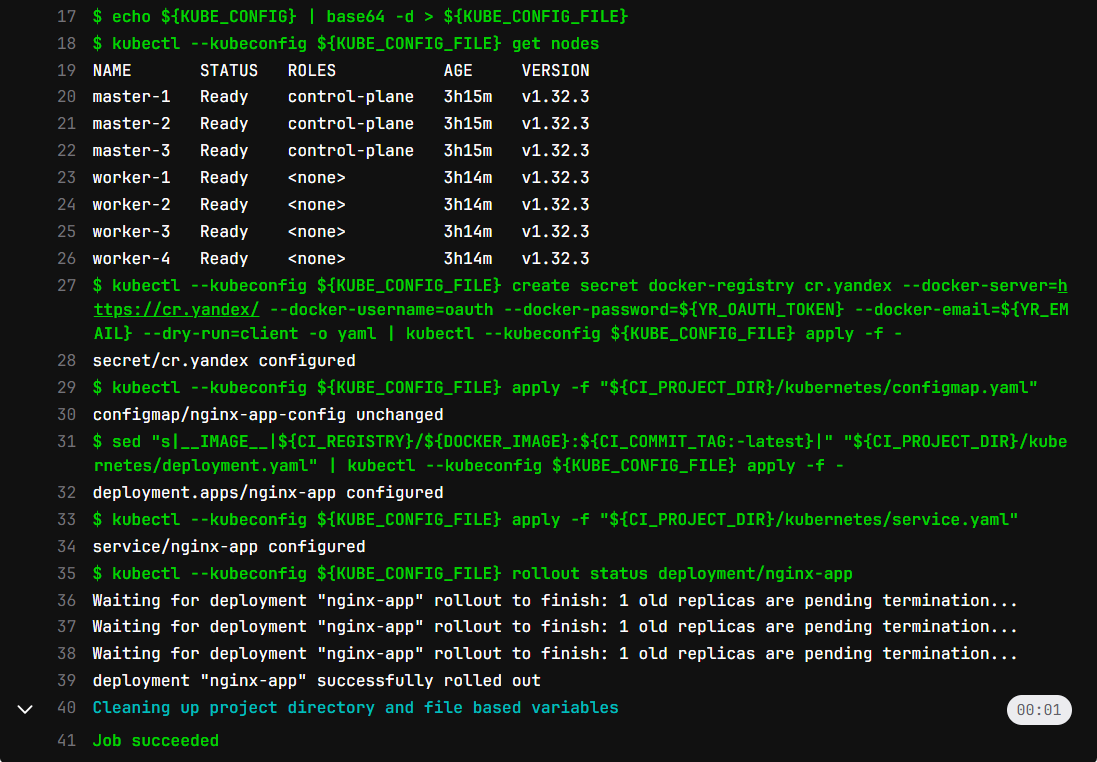 17 $ echo ${KUBE_CONFIG} | base64 -d > ${KUBE_CONFIG_FILE}
18 $ kubectl --kubeconfig ${KUBE_CONFIG_FILE} get nodes
19 NAME STATUS ROLES AGE VERSION
20 master-1 Ready control-plane 3h15m v1.32.3
21 master-2 Ready control-plane 3h15m v1.32.3
22 master-3 Ready control-plane 3h15m v1.32.3
23 worker-1 Ready <none> 3h14m v1.32.3
24 worker-2 Ready <none> 3h14m v1.32.3
25 worker-3 Ready <none> 3h14m v1.32.3
26 worker-4 Ready <none> 3h14m v1.32.3
27 $ kubectl --kubeconfig ${KUBE_CONFIG_FILE} create secret docker-registry cr.yandex --docker-server=h
ttps://cr.yandex/ --docker-username=oauth --docker-password=${YR_OAUTH_TOKEN} --docker-email=${YR_EM
AIL} --dry-run=client -o yaml | kubectl --kubeconfig ${KUBE_CONFIG_FILE} apply -f -
28 secret/cr.yandex configured
29 $ kubectl --kubeconfig ${KUBE_CONFIG_FILE} apply -f "${CI_PROJECT_DIR}/kubernetes/configmap.yaml"
30 configmap/nginx-app-config unchanged
31 $ sed "s|__IMAGE__|${CI_REGISTRY}/${DOCKER_IMAGE}:${CI_COMMIT_TAG:-latest}|" "${CI_PROJECT_DIR}/kube
rnetes/deployment.yaml" | kubectl --kubeconfig ${KUBE_CONFIG_FILE} apply -f -
32 deployment.apps/nginx-app configured
33 $ kubectl --kubeconfig ${KUBE_CONFIG_FILE} apply -f "${CI_PROJECT_DIR}/kubernetes/service.yaml"
34 service/nginx-app configured
35 $ kubectl --kubeconfig ${KUBE_CONFIG_FILE} rollout status deployment/nginx-app
36 Waiting for deployment "nginx-app" rollout to finish: 1 old replicas are pending termination...
37 Waiting for deployment "nginx-app" rollout to finish: 1 old replicas are pending termination...
38 Waiting for deployment "nginx-app" rollout to finish: 1 old replicas are pending termination...
39 deployment "nginx-app" successfully rolled out
40 Cleaning up project directory and file based variables 00:01
41 Job succeeded